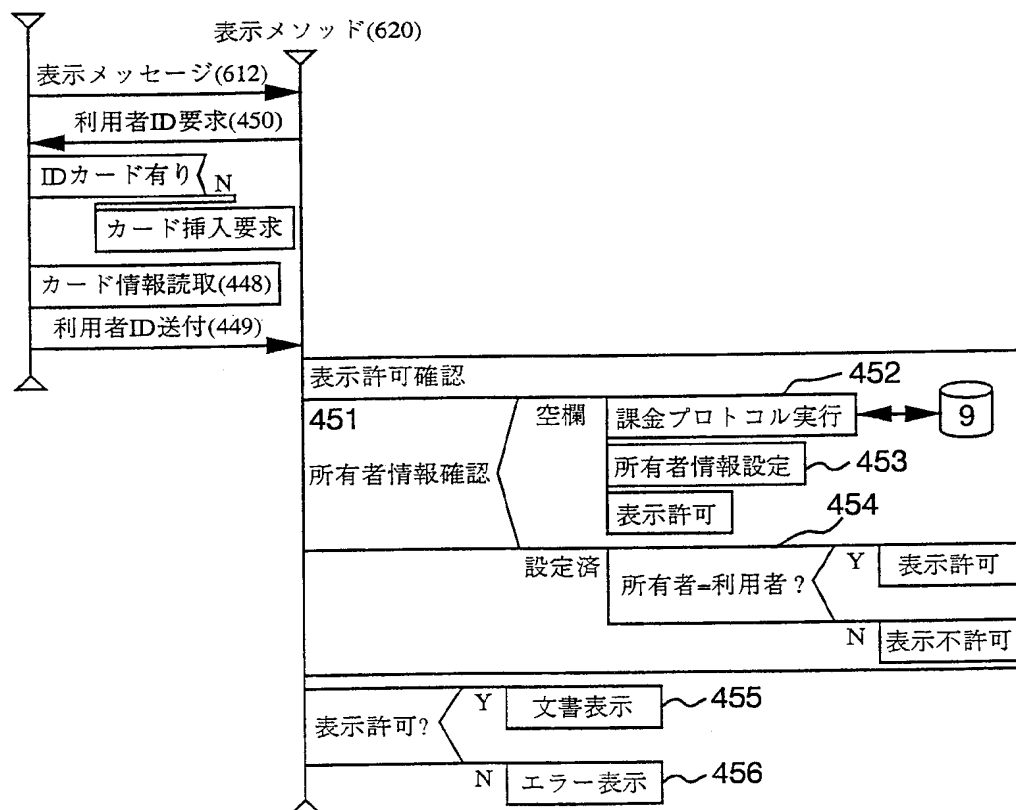 表示メソッド(620)
表示メッセージ(612)
利用者ID要求(450)
IDカード有り
N
カード挿入要求
カード情報読取(448)
利用者ID送付(449)
表示許可確認
452
451
空欄
課金プロトコル実行
9
所有者情報確認
所有者情報設定
453
表示許可
454
設定済
所有者=利用者?
Y
表示許可
N
表示不許可
表示許可?
Y
文書表示
455
N
エラー表示
456